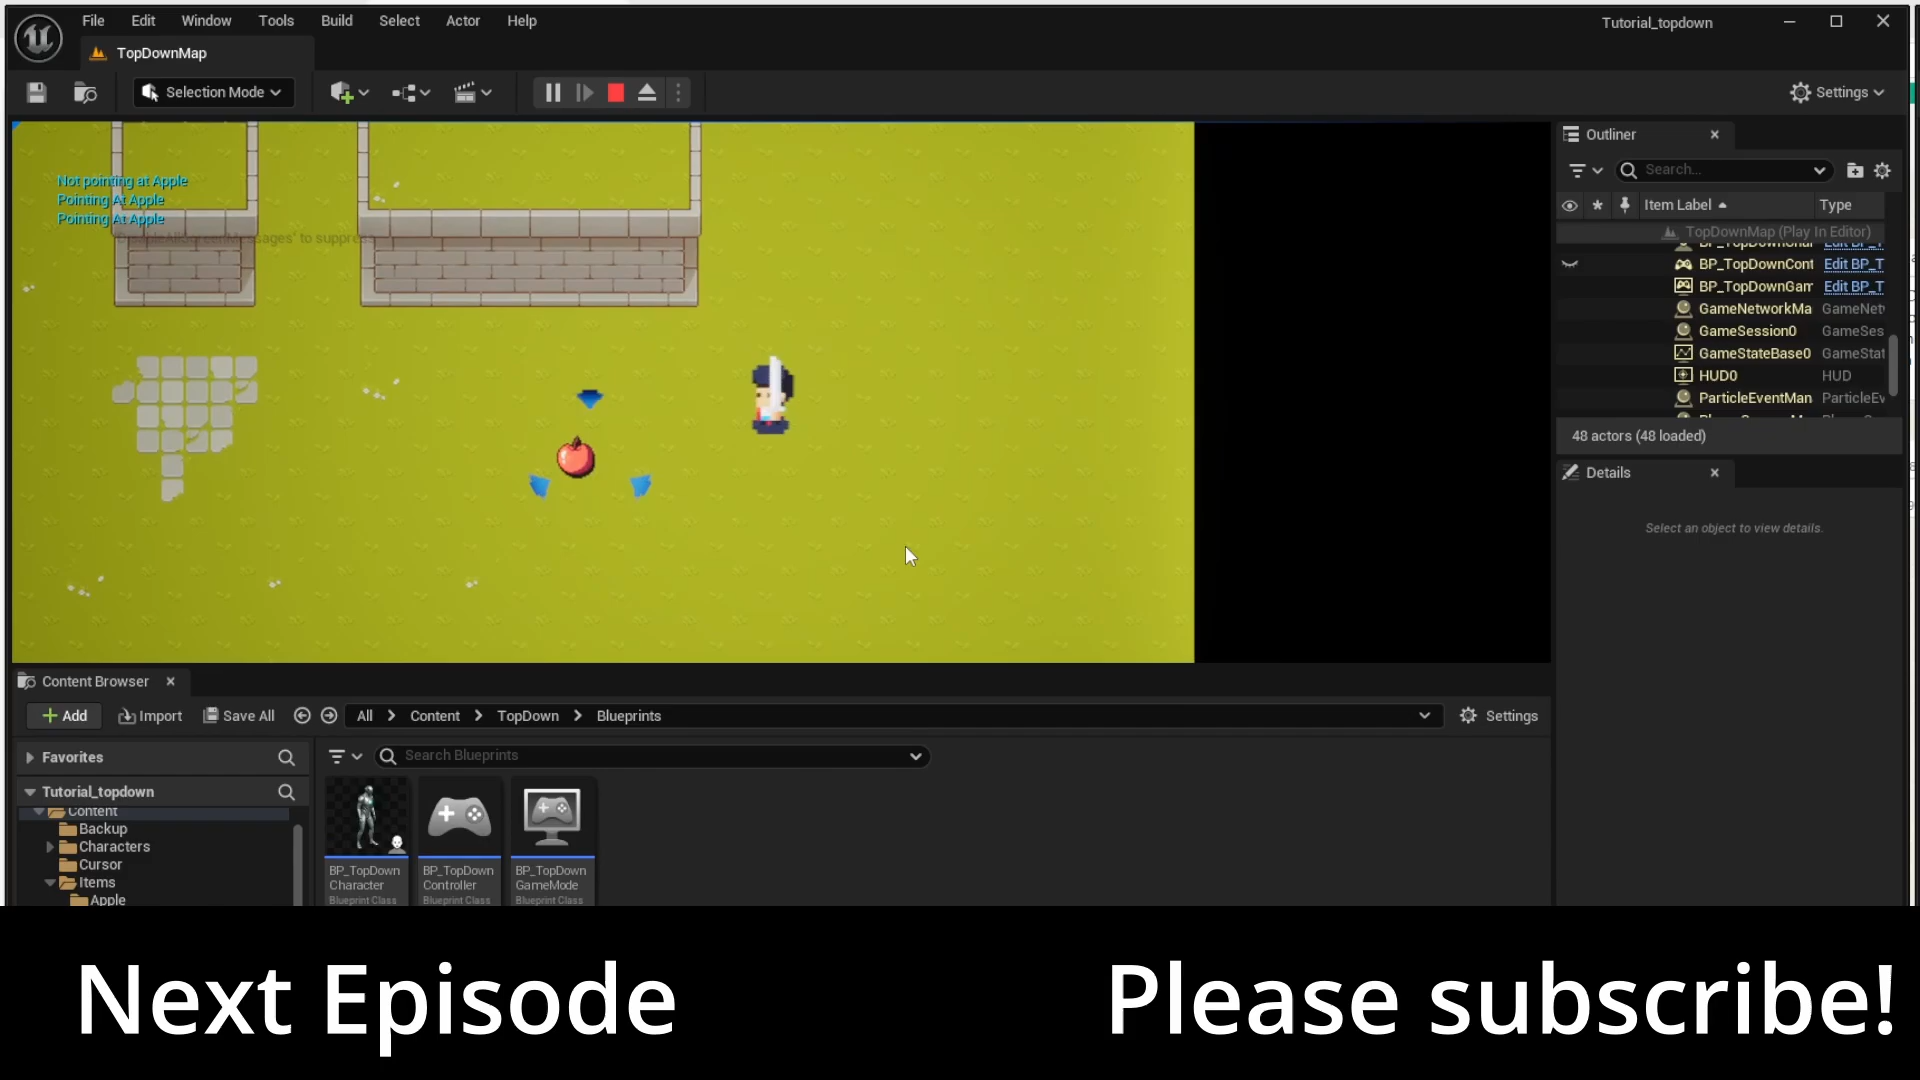 File Edit Window Tools Build Select Actor Help
Tutorial_topdown
TopDownMap
Selection Mode
Settings
Not pointing at Apple
Pointing At Apple
Pointing At Apple
'DisableAllScreenMessages' to suppress
Outliner
Search...
Item Label Type
TopDownMap (Play In Editor)
BP_TopDownCont Edit BP_T
BP_TopDownGam Edit BP_T
GameNetworkMa GameNet
GameSession0 GameSes
GameStateBase0 GameStat
HUD0 HUD
ParticleEventMan ParticleEv
48 actors (48 loaded)
Details
Select an object to view details.
Content Browser
Add Import Save All All Content TopDown Blueprints Settings
Favorites
Search Blueprints
Tutorial_topdown
Content
Backup
Characters
Cursor
Items
Apple
BP_TopDown
Character
Blueprint Class
BP_TopDown
Controller
Blueprint Class
BP_TopDown
GameMode
Blueprint Class
Next Episode
Please subscribe!